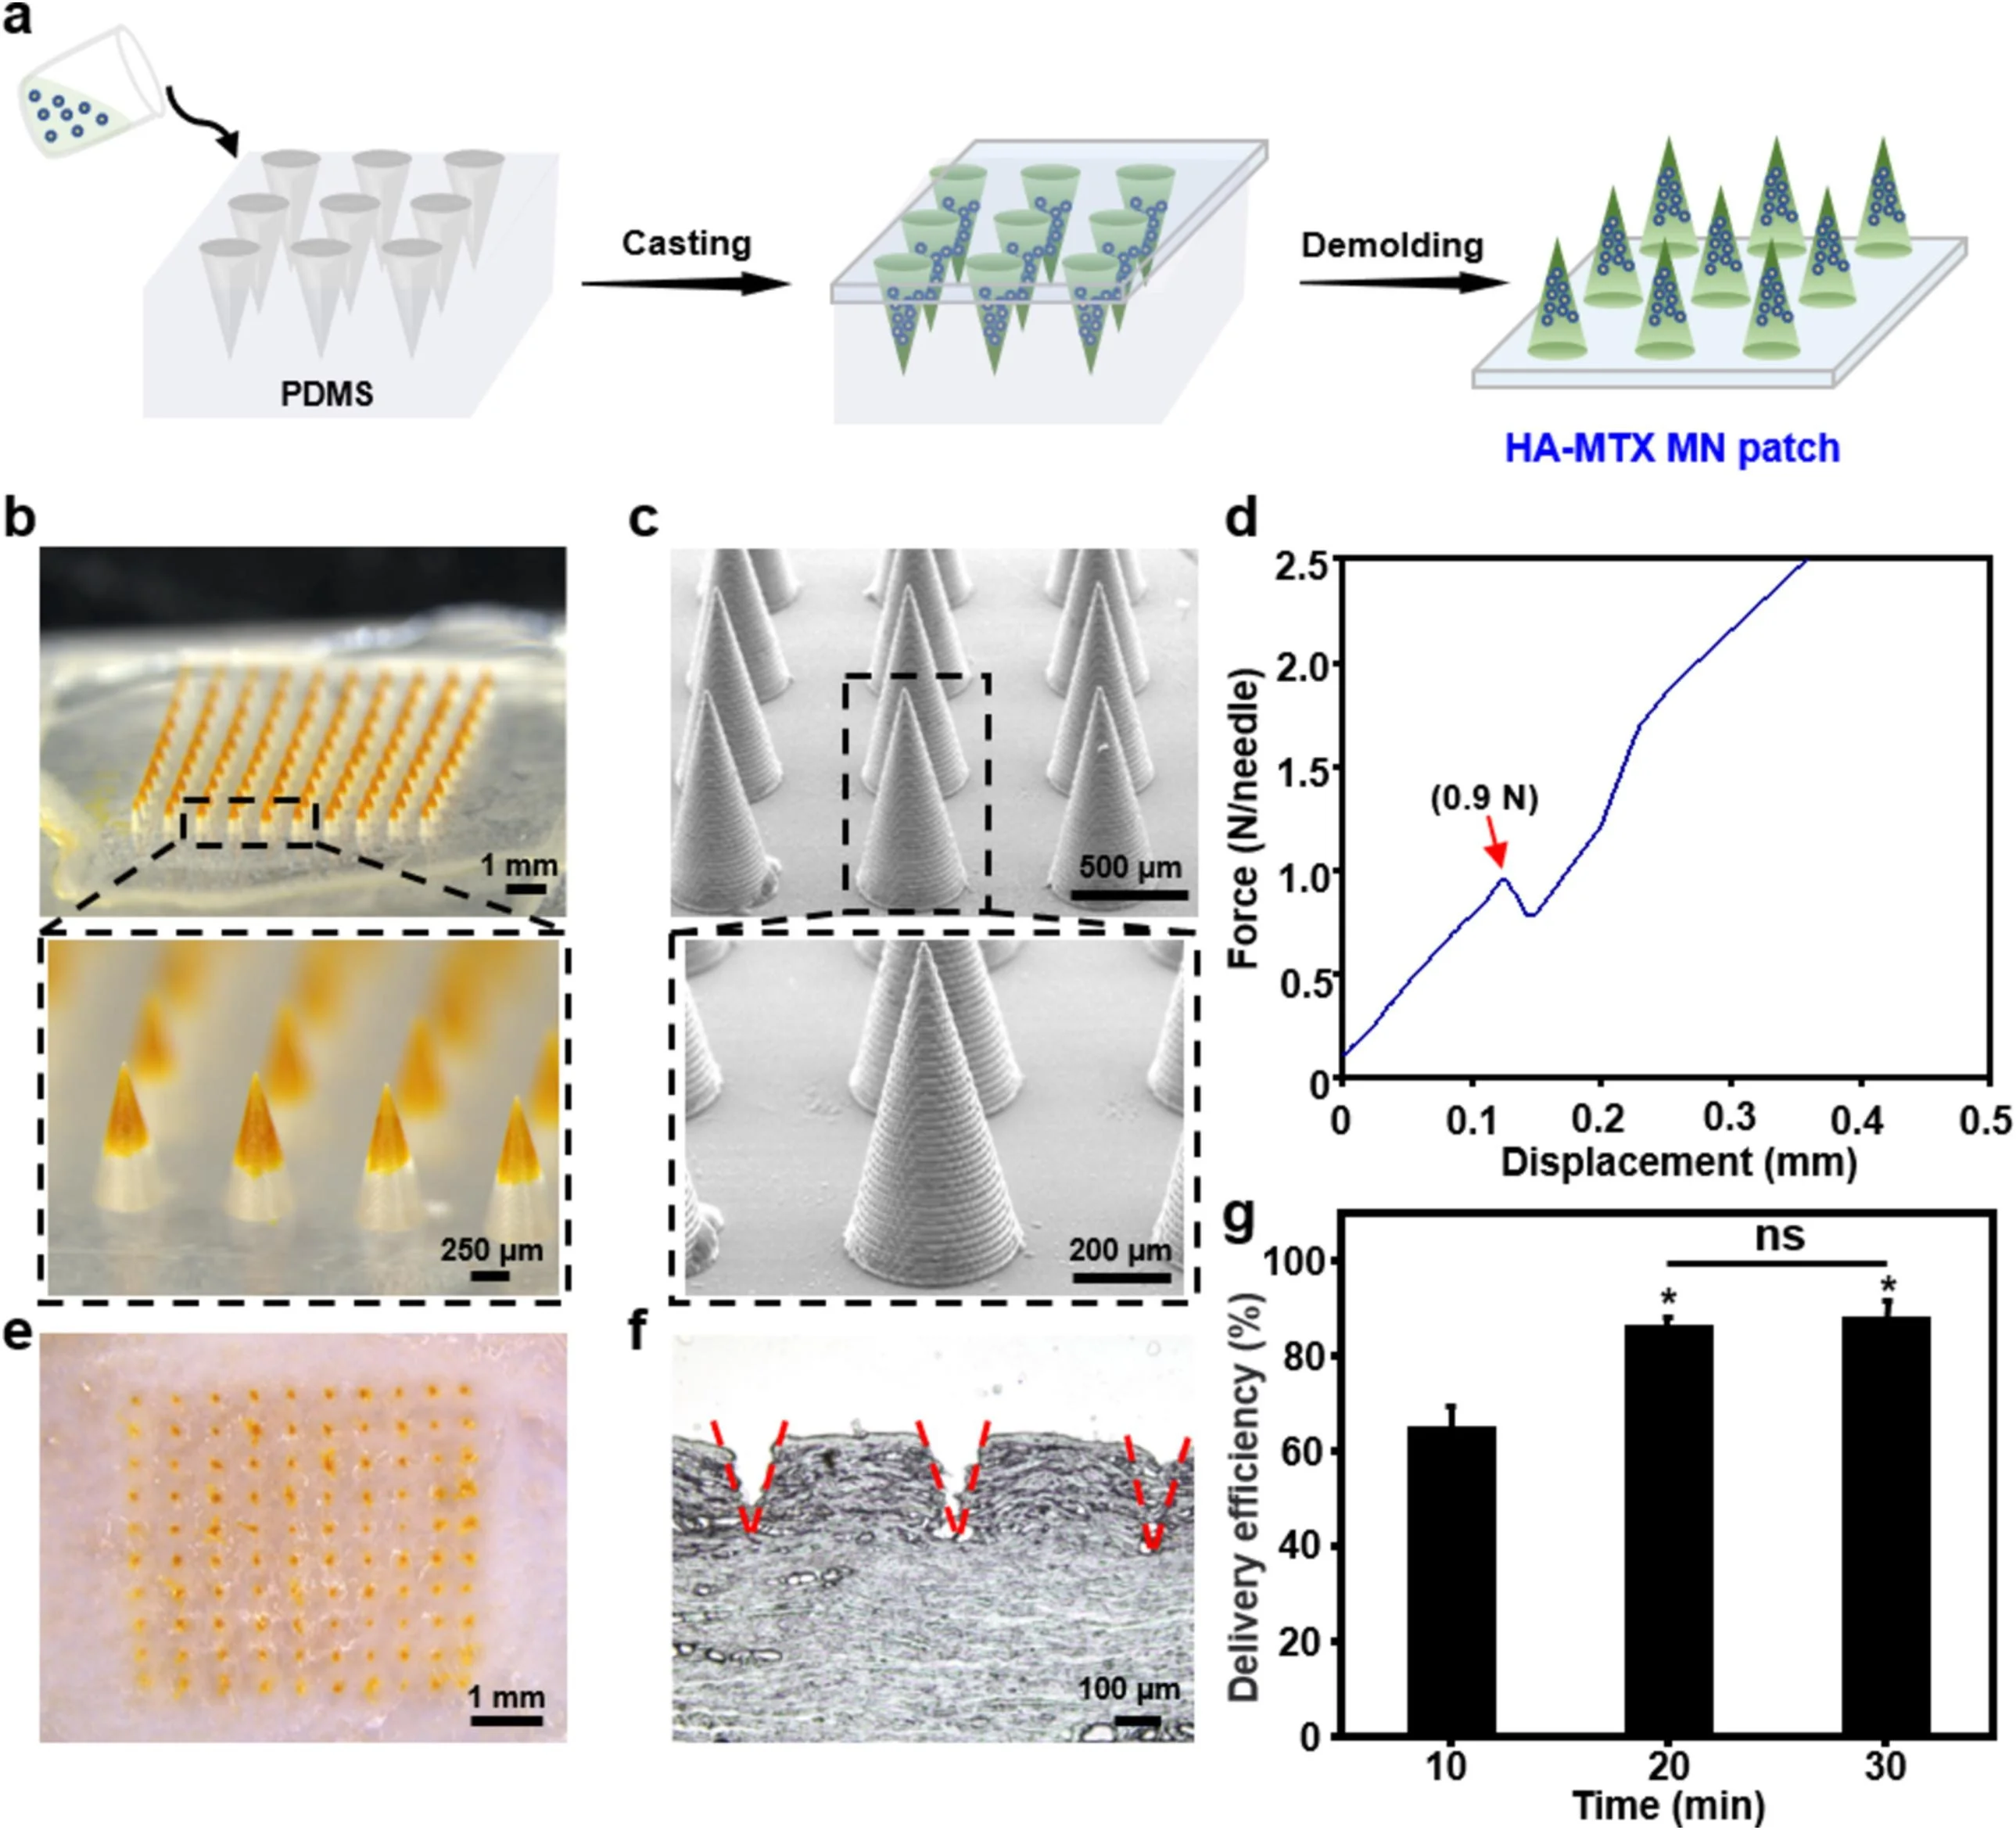 a
PDMS
Casting
Demolding
HA-MTX MN patch
b
1 mm
250 µm
c
500 µm
200 µm
d
2.5
2.0
1.5
1.0
0.5
0
(0.9 N)
Force (N/needle)
0 0.1 0.2 0.3 0.4 0.5
Displacement (mm)
e
1 mm
f
100 µm
g
ns
* *
100
80
60
40
20
0
Delivery efficiency (%)
10 20 30
Time (min)